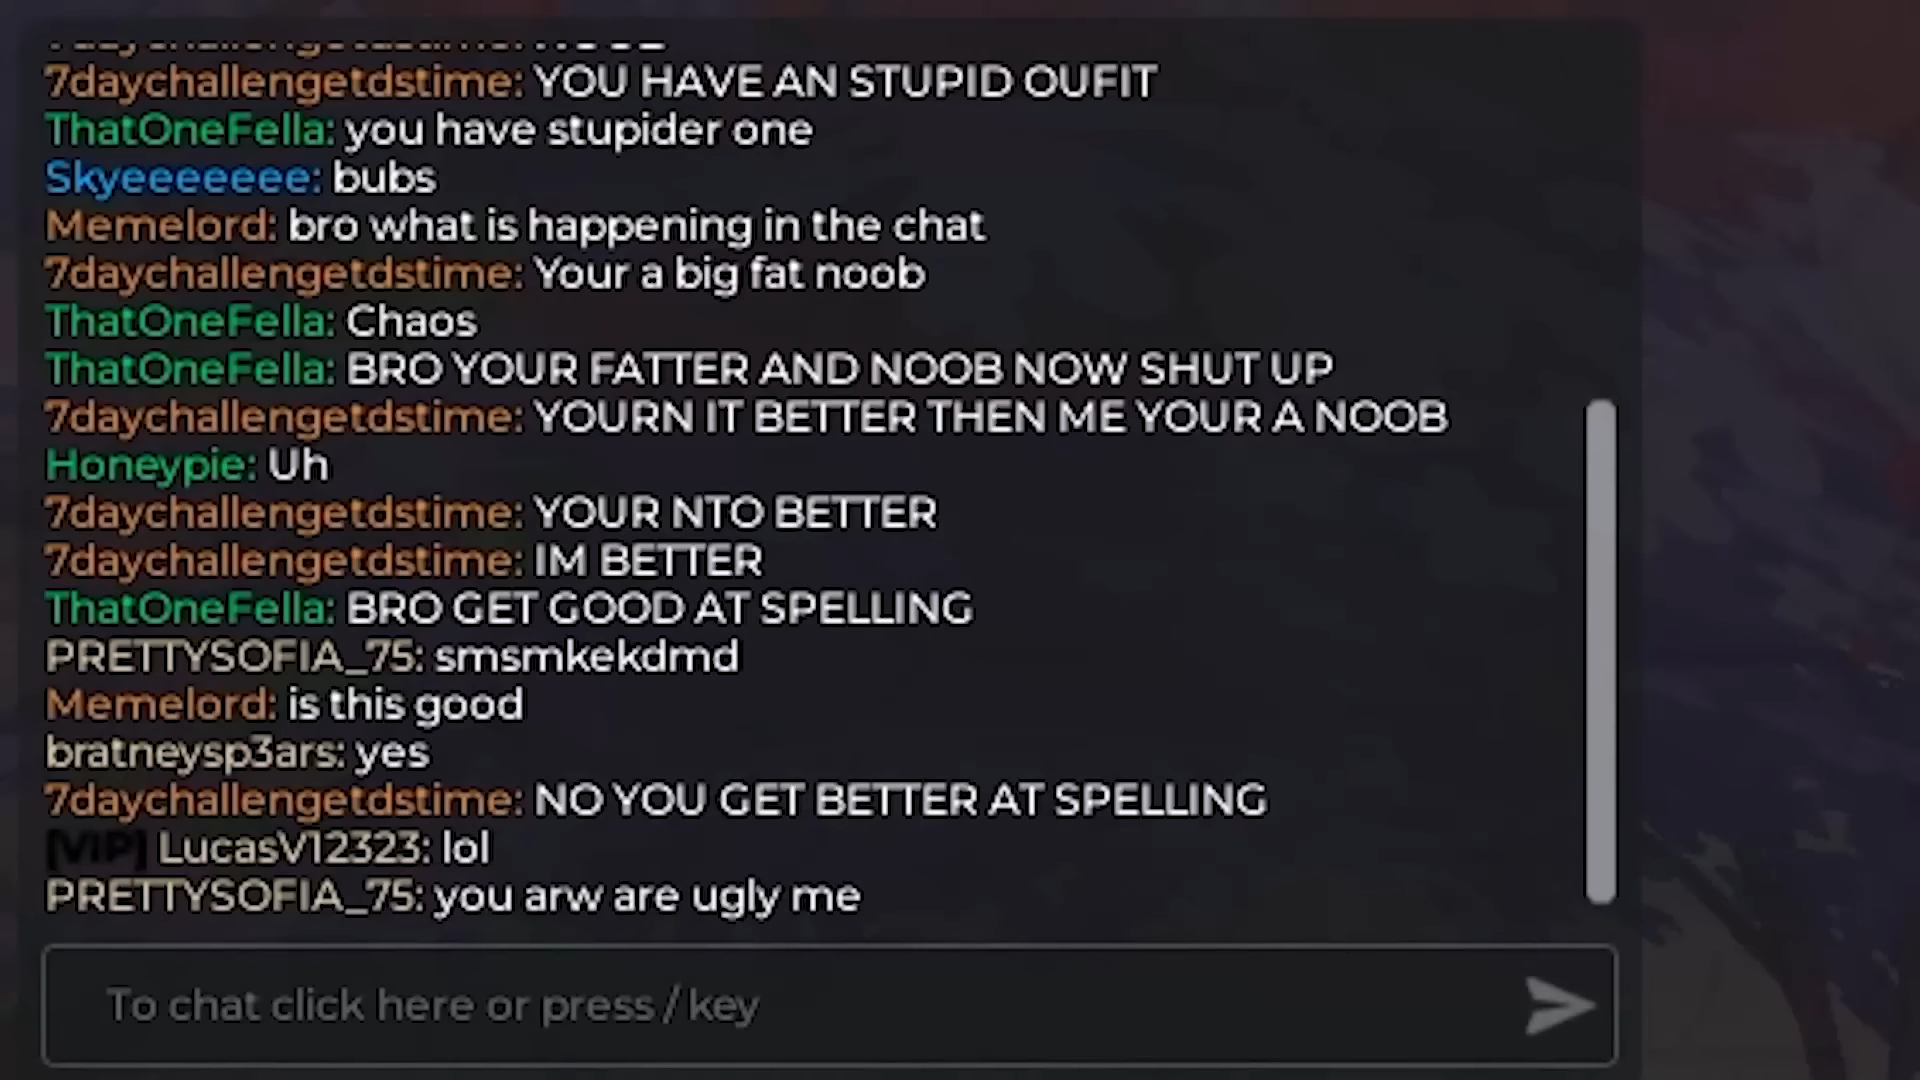 7daychallengetdstime: YOU HAVE AN STUPID OUFIT
ThatOneFella: you have stupider one
Skyeeeeeee: bubs
Memelord: bro what is happening in the chat
7daychallengetdstime: Your a big fat noob
ThatOneFella: Chaos
ThatOneFella: BRO YOUR FATTER AND NOOB NOW SHUT UP
7daychallengetdstime: YOURN IT BETTER THEN ME YOUR A NOOB
Honeypie: Uh
7daychallengetdstime: YOUR NTO BETTER
7daychallengetdstime: IM BETTER
ThatOneFella: BRO GET GOOD AT SPELLING
PRETTYSOFIA_75: smsmkekdmd
Memelord: is this good
bratneysp3ars: yes
7daychallengetdstime: NO YOU GET BETTER AT SPELLING
[VIP] LucasV12323: lol
PRETTYSOFIA_75: you arw are ugly me
To chat click here or press / key